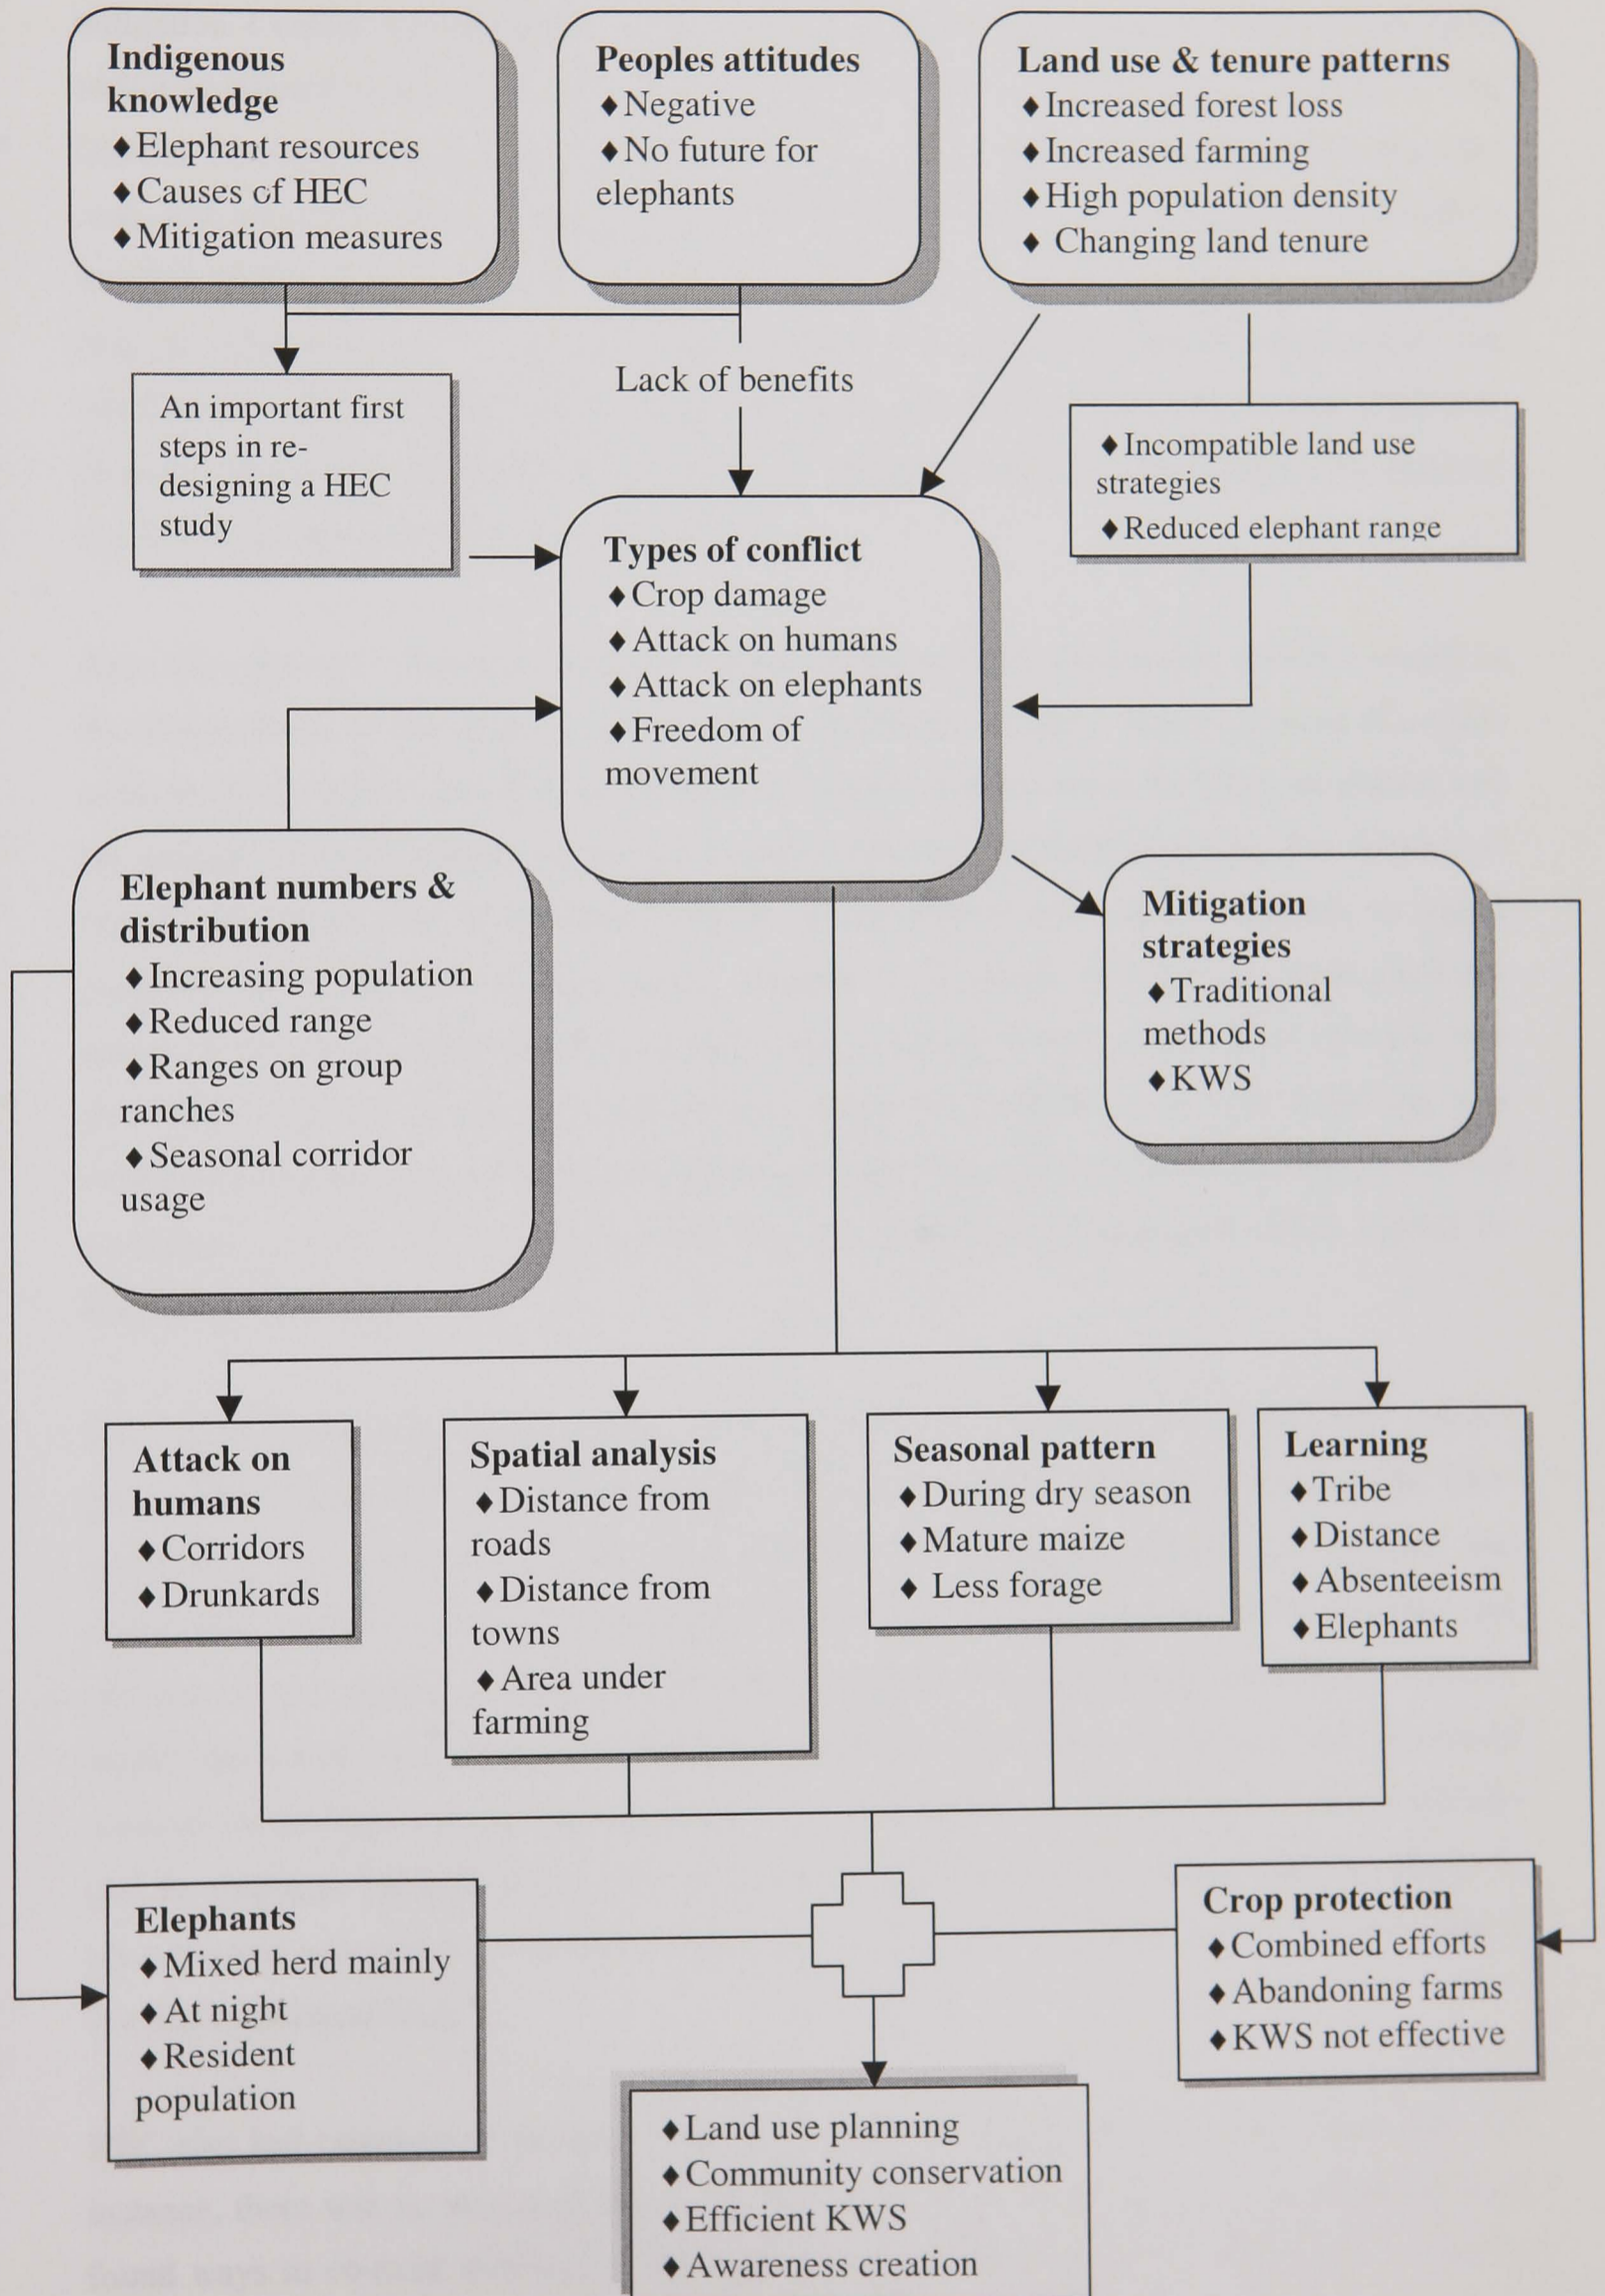 Indigenous
knowledge
♦Elephant resources
♦Causes of HEC
♦Mitigation measures
Peoples attitudes
♦Negative
♦No future for
elephants
Land use & tenure patterns
♦Increased forest loss
♦Increased farming
♦High population density
♦ Changing land tenure
An important first
steps in re-
designing a HEC
study
Lack of benefits
♦Incompatible land use
strategies
♦Reduced elephant range
Types of conflict
♦Crop damage
♦Attack on humans
♦Attack on elephants
♦Freedom of
movement
Elephant numbers &
distribution
♦Increasing population
♦Reduced range
♦Ranges on group
ranches
♦Seasonal corridor
usage
Mitigation
strategies
♦Traditional
methods
♦KWS
Attack on
humans
♦Corridors
♦Drunkards
Spatial analysis
♦Distance from
roads
♦Distance from
towns
♦Area under
farming
Seasonal pattern
♦During dry season
♦Mature maize
♦ Less forage
Learning
♦Tribe
♦Distance
♦Absenteeism
♦Elephants
Elephants
♦Mixed herd mainly
♦At night
♦Resident
population
Crop protection
♦Combined efforts
♦Abandoning farms
♦KWS not effective
♦Land use planning
♦Community conservation
♦Efficient KWS
♦Awareness creation